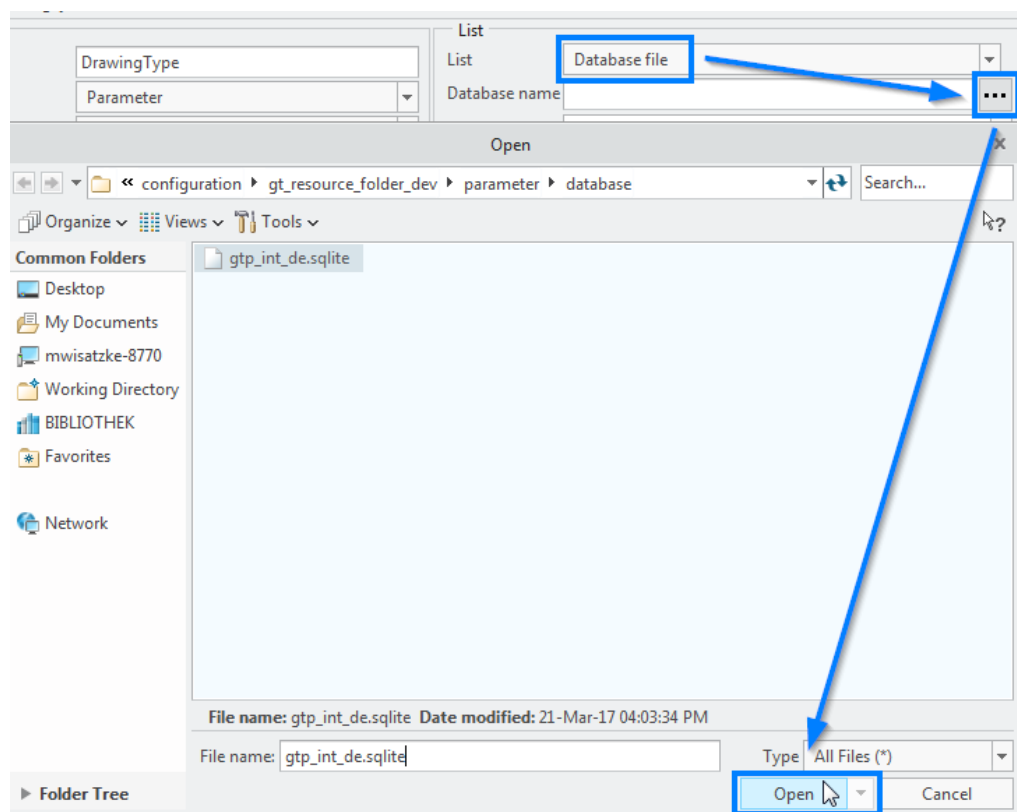 List
DrawingType
List
Database file
Parameter
Database name
...
Open
x
« configuration gt_resource_folder_dev parameter database
Search...
Organize Views Tools
?
Common Folders
gtp_int_de.sqlite
Desktop
My Documents
mwisatzke-8770
Working Directory
BIBLIOTHEK
Favorites
Network
File name: gtp_int_de.sqlite Date modified: 21-Mar-17 04:03:34 PM
File name: gtp_int_de.sqlite
Type All Files (*)
Folder Tree
Open
Cancel